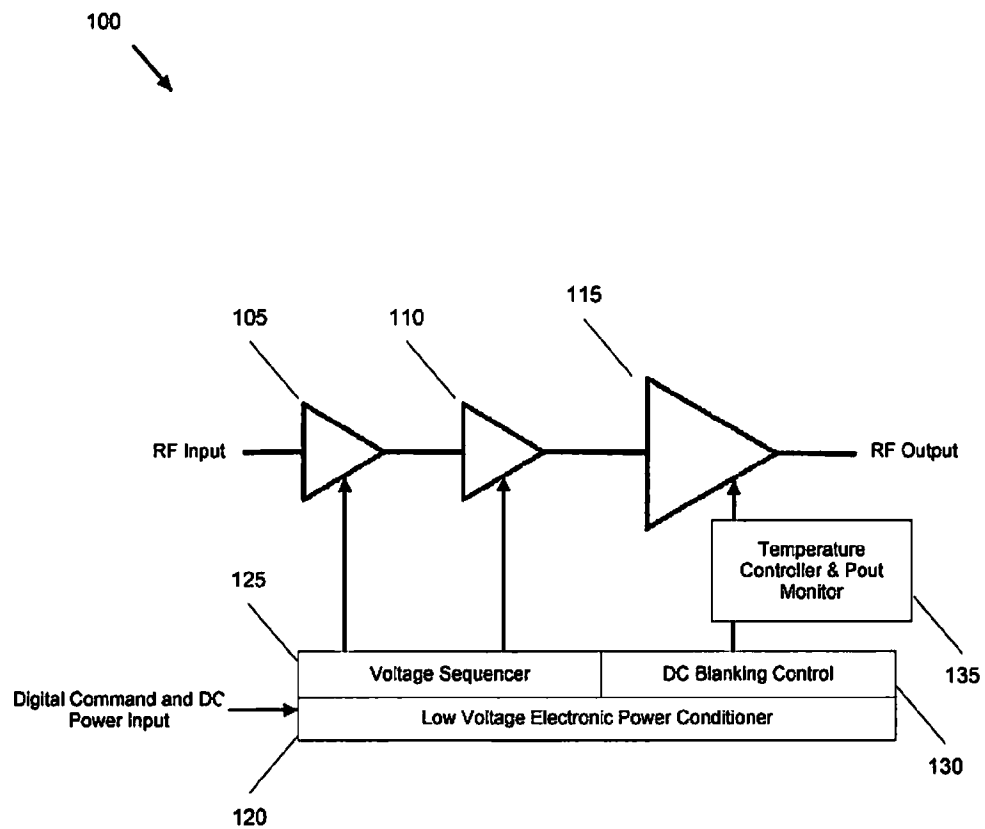 100
105
110
115
RF Input
RF Output
Temperature
Controller & Pout
Monitor
125
135
Voltage Sequencer
DC Blanking Control
Digital Command and DC
Power Input
Low Voltage Electronic Power Conditioner
130
120